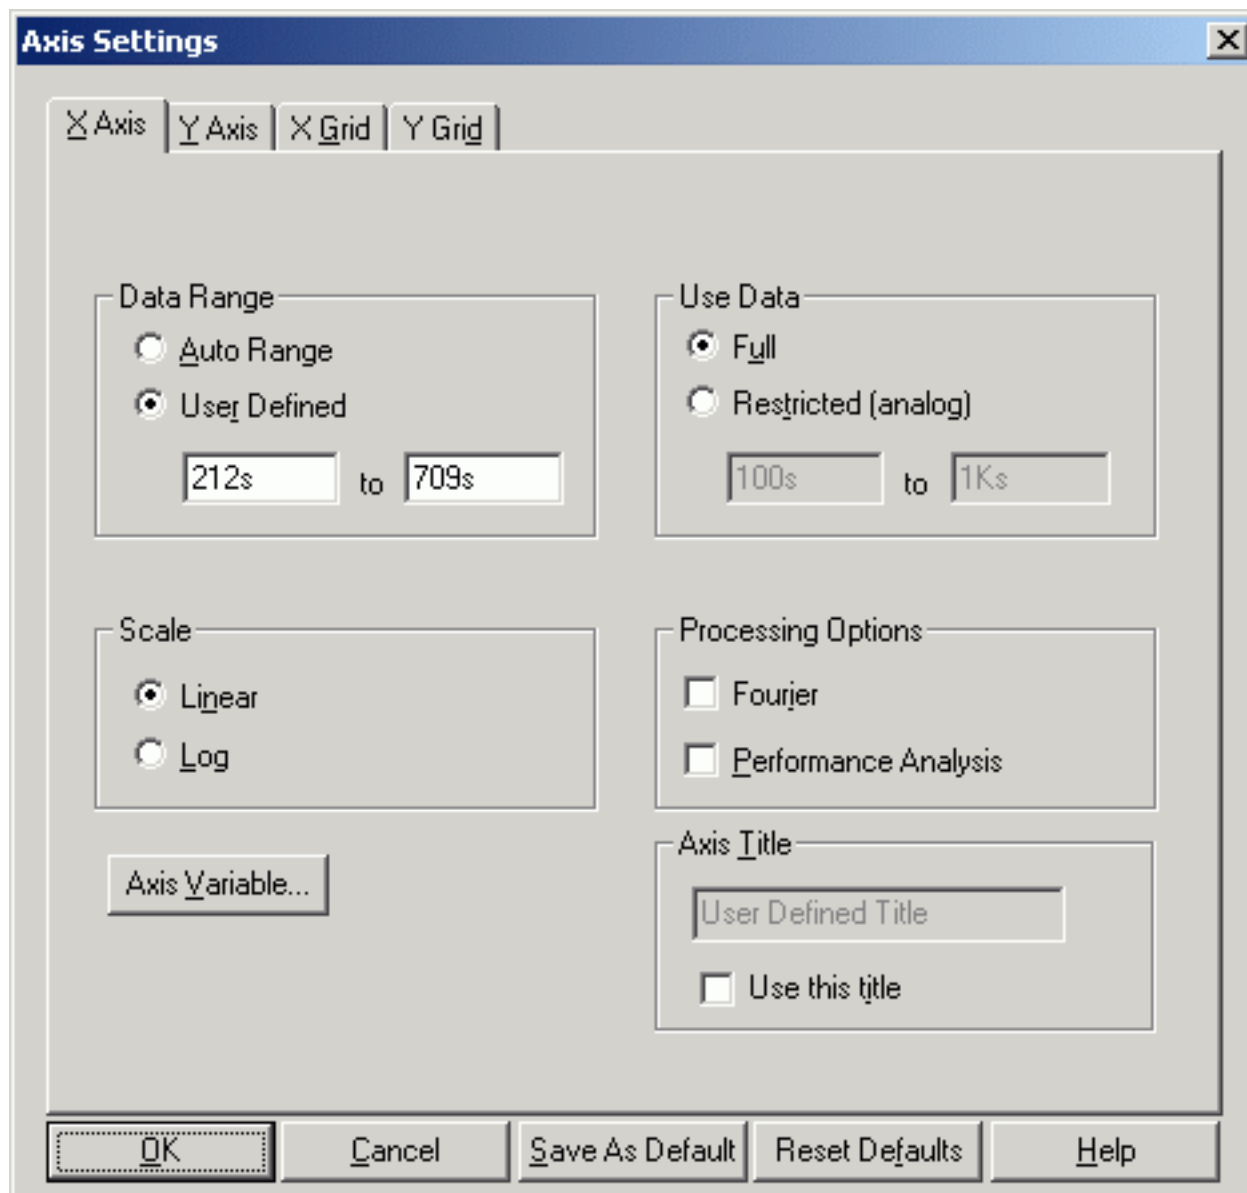 Axis Settings
X Axis
Y Axis
X Grid
Y Grid
Data Range
Auto Range
User Defined
212s to 709s
Use Data
Full
Restricted (analog)
100s to 1Ks
Scale
Linear
Log
Processing Options
Fourier
Performance Analysis
Axis Variable...
Axis Title
User Defined Title
Use this title
OK
Cancel
Save As Default
Reset Defaults
Help